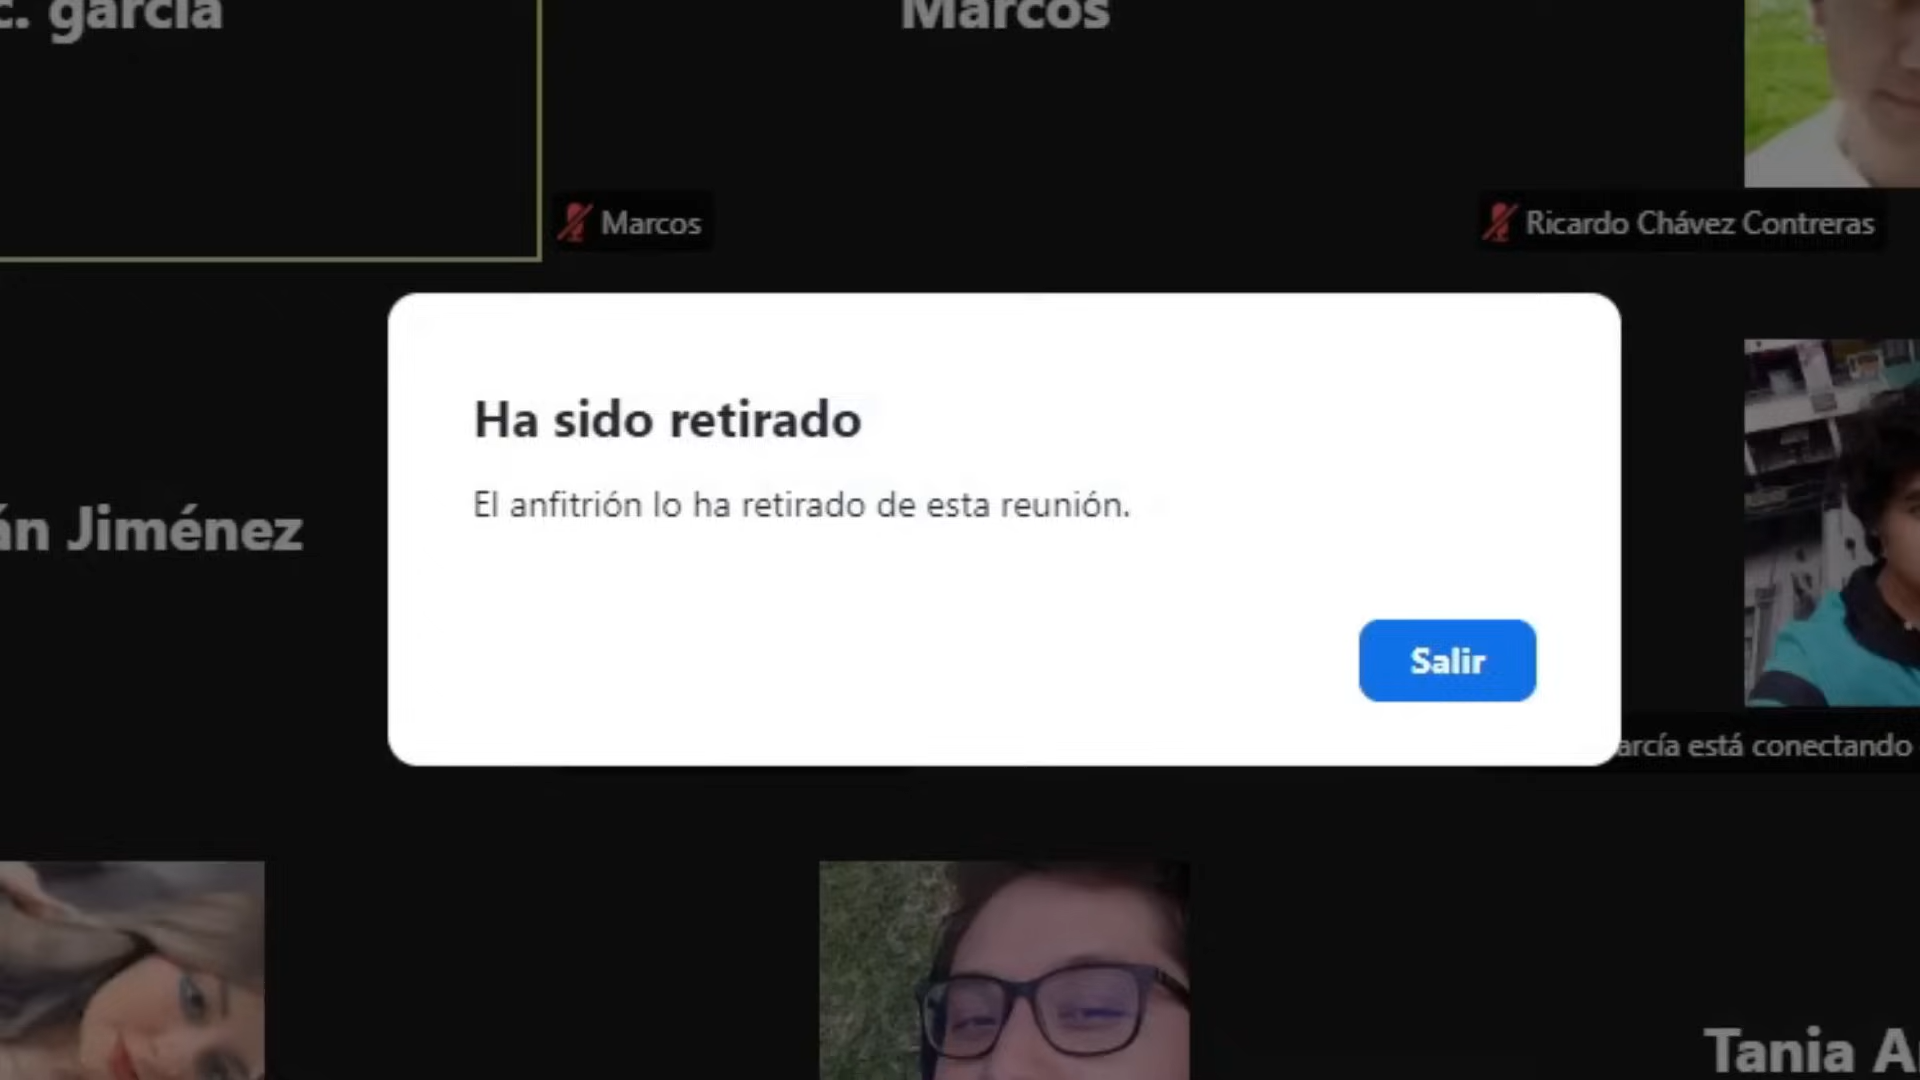 c. garcia
Marcos
Marcos
Ricardo Chávez Contreras
Ha sido retirado
El anfitrión lo ha retirado de esta reunión.
Jiménez
Salir
está conectando
Tania